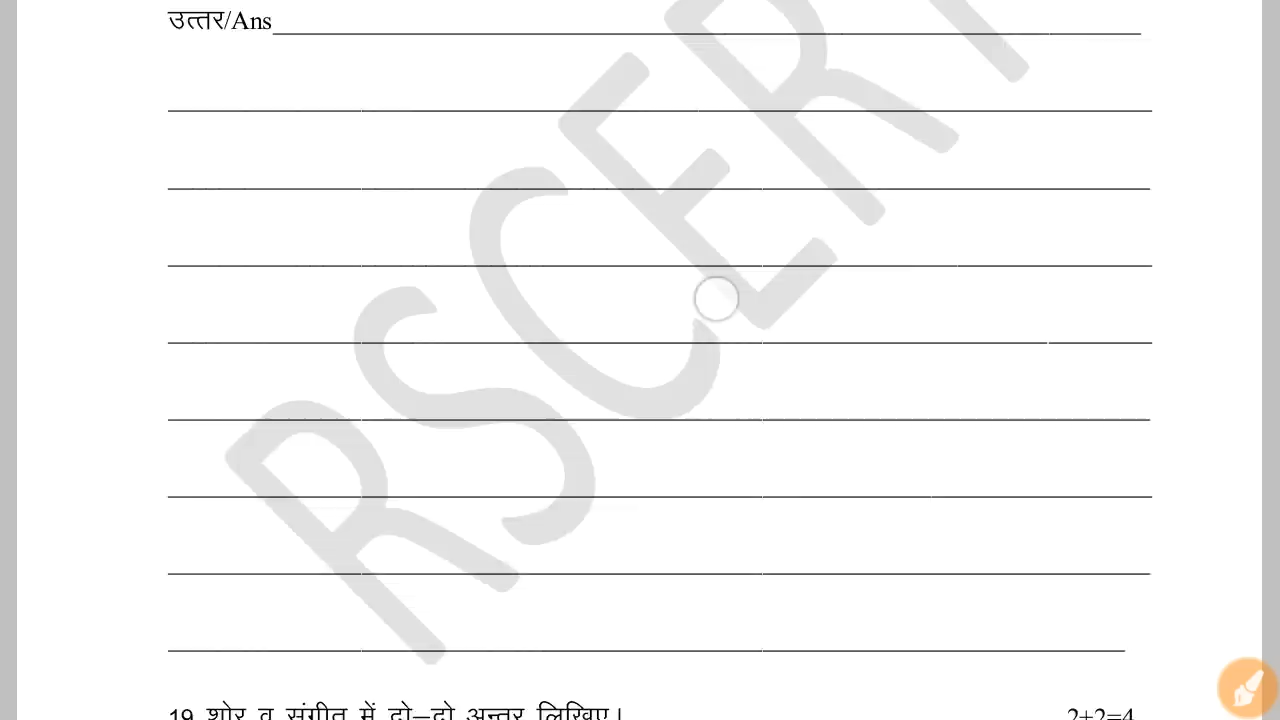 उत्तर/Ans
RSCERT
19 शोर व संगीत में दो–दो अन्तर लिखिए। 2+2=4